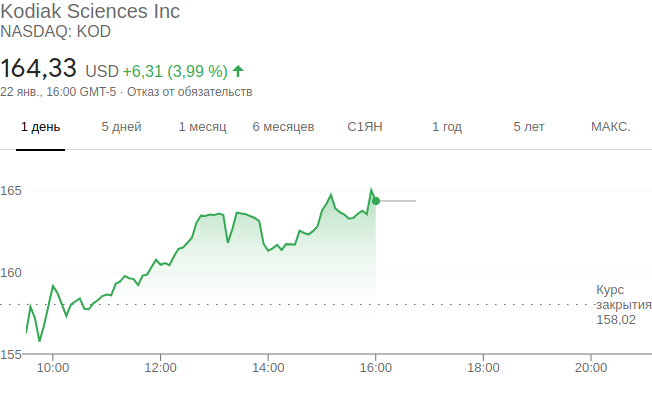 Kodiak Sciences Inc
NASDAQ: KOD
164,33 USD +6,31 (3,99 %)
22 янв., 16:00 GMT-5 · Отказ от обязательств
1 день 5 дней 1 месяц 6 месяцев С1ЯН 1 год 5 лет МАКС.
165
160
Курс
закрытия
158,02
155
10:00 12:00 14:00 16:00 18:00 20:00